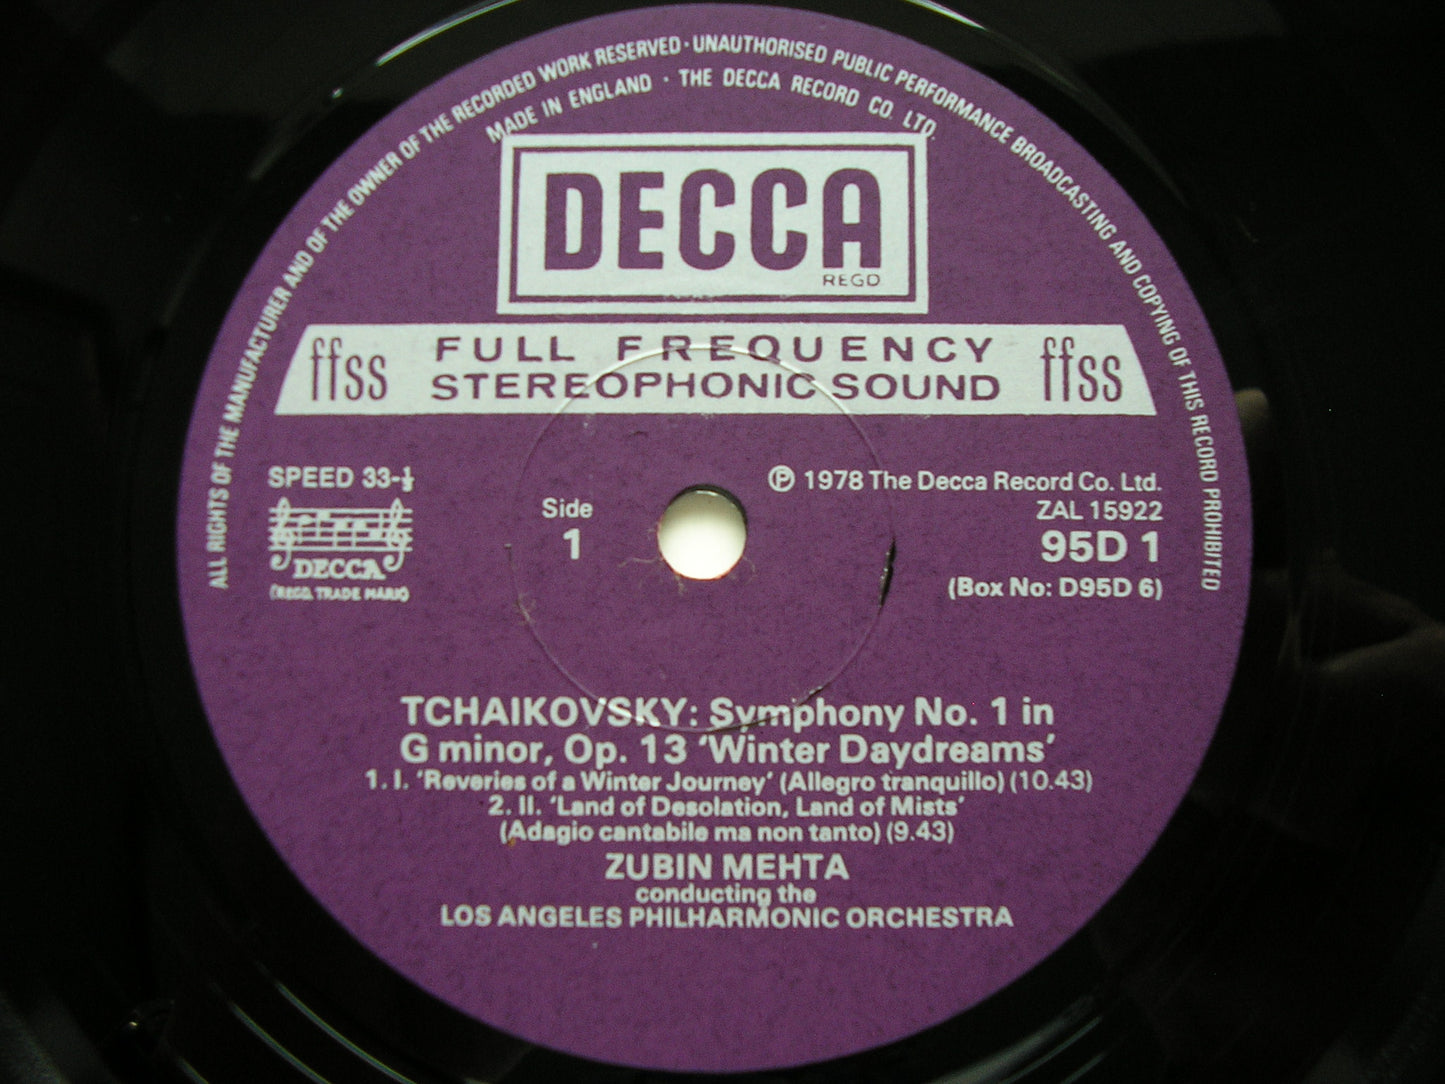 ALL RIGHTS OF THE MANUFACTURER AND OF THE OWNER OF THE RECORDED WORK RESERVED · UNAUTHORISED PUBLIC PERFORMANCE BROADCASTING AND COPYING OF THIS RECORD PROHIBITED
MADE IN ENGLAND · THE DECCA RECORD CO. LTD.
DECCA
REGD
ffss FULL FREQUENCY STEREOPHONIC SOUND ffss
SPEED 33-⅓
DECCA
(REGD. TRADE MARK)
Side
1
℗ 1978 The Decca Record Co. Ltd.
ZAL 15922
95D 1
(Box No: D95D 6)
TCHAIKOVSKY: Symphony No. 1 in
G minor, Op. 13 'Winter Daydreams'
1. I. 'Reveries of a Winter Journey' (Allegro tranquillo) (10.43)
2. II. 'Land of Desolation, Land of Mists'
(Adagio cantabile ma non tanto) (9.43)
ZUBIN MEHTA
conducting the
LOS ANGELES PHILHARMONIC ORCHESTRA